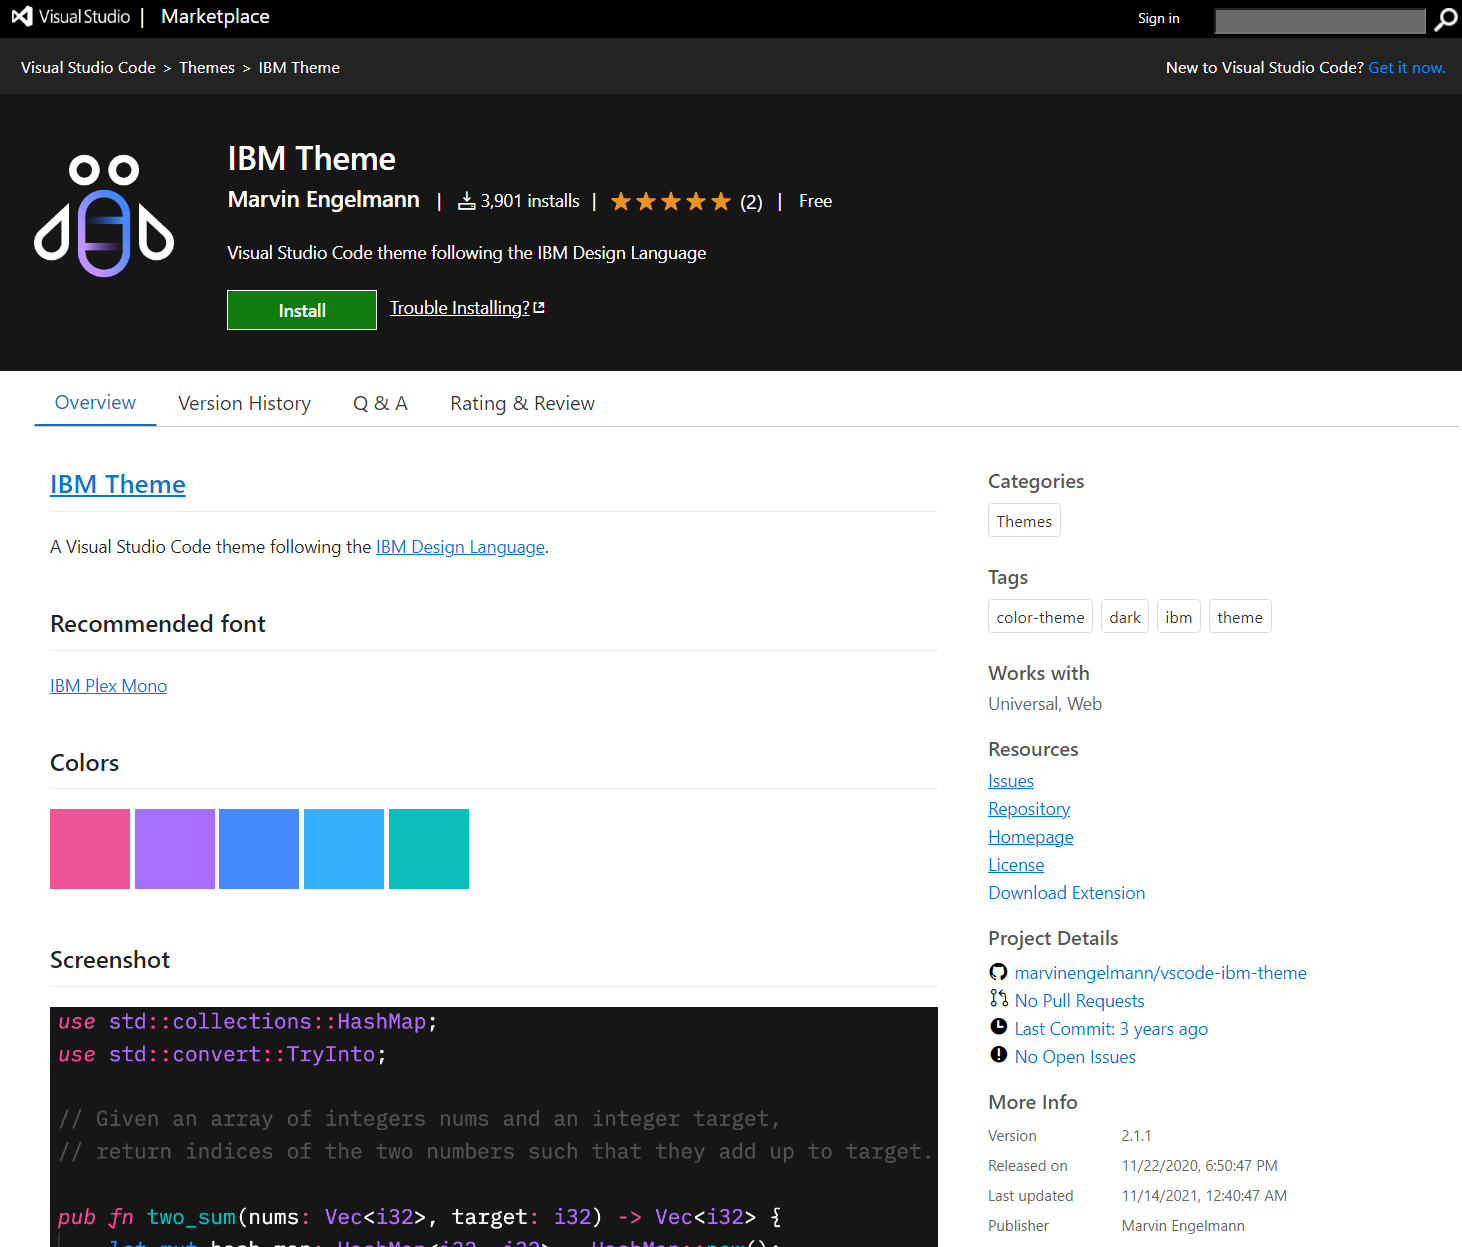 Visual Studio | Marketplace
Sign in
Visual Studio Code > Themes > IBM Theme
New to Visual Studio Code? Get it now.
IBM Theme
Marvin Engelmann | 3,901 installs | (2) | Free
Visual Studio Code theme following the IBM Design Language
Install
Trouble Installing?
Overview
Version History
Q & A
Rating & Review
IBM Theme
A Visual Studio Code theme following the IBM Design Language.
Recommended font
IBM Plex Mono
Colors
Screenshot
use std::collections::HashMap;
use std::convert::TryInto;
// Given an array of integers nums and an integer target,
// return indices of the two numbers such that they add up to target.
pub fn two_sum(nums: Vec<i32>, target: i32) -> Vec<i32> {
Categories
Themes
Tags
color-theme
dark
ibm
theme
Works with
Universal, Web
Resources
Issues
Repository
Homepage
License
Download Extension
Project Details
marvinengelmann/vscode-ibm-theme
No Pull Requests
Last Commit: 3 years ago
No Open Issues
More Info
Version 2.1.1
Released on 11/22/2020, 6:50:47 PM
Last updated 11/14/2021, 12:40:47 AM
Publisher Marvin Engelmann